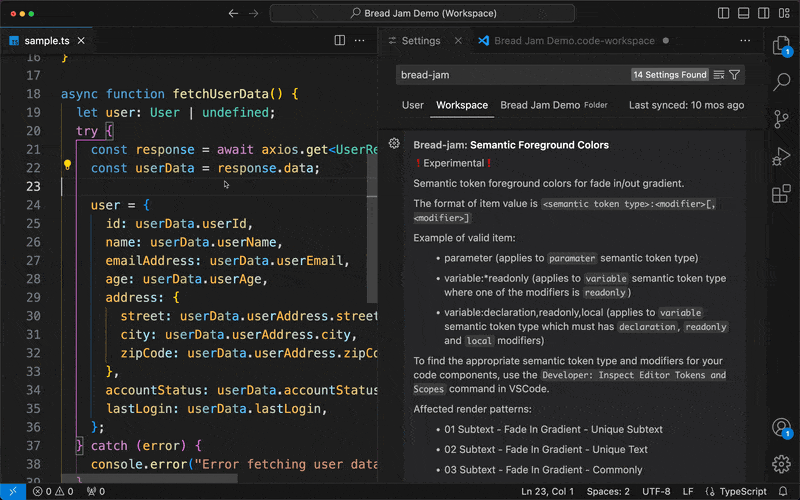 Bread Jam Demo (Workspace)
sample.ts
Settings
Bread Jam Demo.code-workspace
16 }
17
18 async function fetchUserData() {
19 let user: User | undefined;
20 try {
21 const response = await axios.get<UserRe
22 const userData = response.data;
23
24 user = {
25 id: userData.userId,
26 name: userData.userName,
27 emailAddress: userData.userEmail,
28 age: userData.userAge,
29 address: {
30 street: userData.userAddress.street
31 city: userData.userAddress.city,
32 zipCode: userData.userAddress.zipCo
33 },
34 accountStatus: userData.accountStatus
35 lastLogin: userData.lastLogin,
36 };
37 } catch (error) {
38 console.error("Error fetching user data
39 }
bread-jam
14 Settings Found
User
Workspace
Bread Jam Demo Folder
Last synced: 10 mos ago
Bread-jam: Semantic Foreground Colors
❗Experimental❗
Semantic token foreground colors for fade in/out gradient.
The format of item value is <semantic token type>:<modifier>[,
<modifier>]
Example of valid item:
• parameter (applies to paramater semantic token type)
• variable:*readonly (applies to variable semantic token type
where one of the modifiers is readonly)
• variable:declaration,readonly,local (applies to variable
semantic token type which must has declaration, readonly
and local modifiers)
To find the appropriate semantic token type and modifiers for your
code components, use the Developer: Inspect Editor Tokens and
Scopes command in VSCode.
Affected render patterns:
• 01 Subtext - Fade In Gradient - Unique Subtext
• 02 Subtext - Fade In Gradient - Unique Text
• 03 Subtext - Fade In Gradient - Commonly
1
1
0 0
0
Ln 23, Col 1
Spaces: 2
UTF-8
LF
{} TypeScript